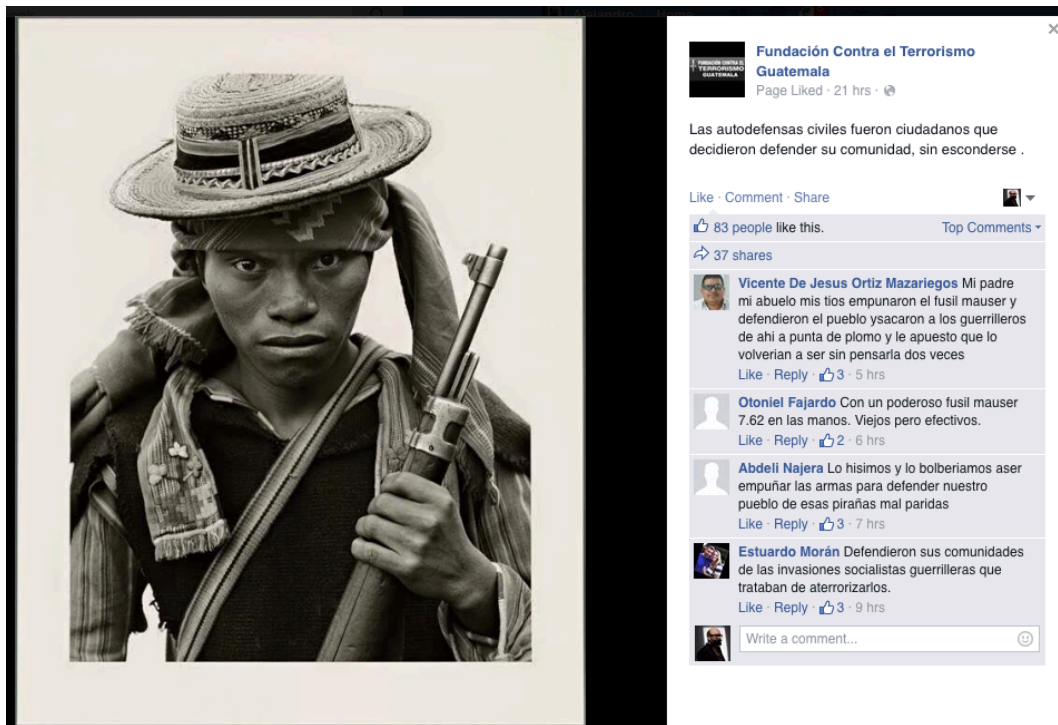 Fundación Contra el Terrorismo
Guatemala
Page Liked · 21 hrs ·
FUNDACIÓN CONTRA EL
TERRORISMO
GUATEMALA
Las autodefensas civiles fueron ciudadanos que
decidieron defender su comunidad, sin esconderse .
Like · Comment · Share
83 people like this.
Top Comments
37 shares
Vicente De Jesus Ortiz Mazariegos Mi padre
mi abuelo mis tios empunaron el fusil mauser y
defendieron el pueblo ysacaron a los guerrilleros
de ahi a punta de plomo y le apuesto que lo
volverian a ser sin pensarla dos veces
Like · Reply · 3 · 5 hrs
Otoniel Fajardo Con un poderoso fusil mauser
7.62 en las manos. Viejos pero efectivos.
Like · Reply · 2 · 6 hrs
Abdeli Najera Lo hisimos y lo bolberiamos aser
empuñar las armas para defender nuestro
pueblo de esas pirañas mal paridas
Like · Reply · 3 · 7 hrs
Estuardo Morán Defendieron sus comunidades
de las invasiones socialistas guerrilleras que
trataban de aterrorizarlos.
Like · Reply · 3 · 9 hrs
Write a comment...